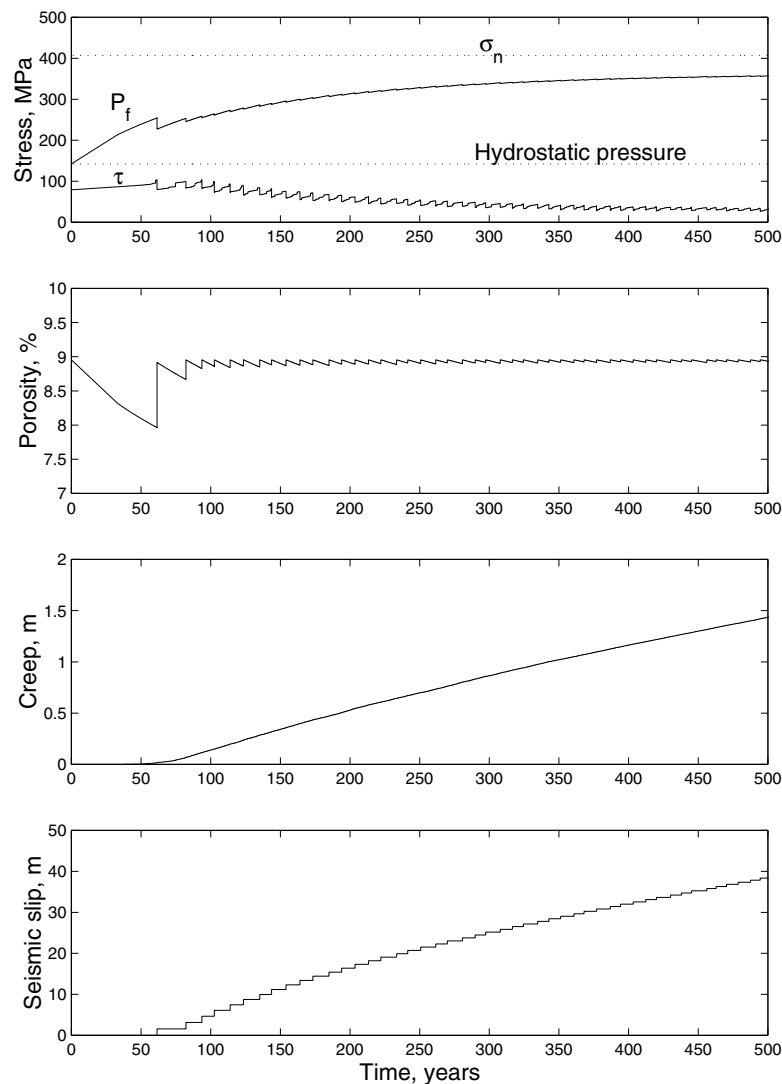 500
400
300
200
100
0
Stress, MPa
σn
Pf
Hydrostatic pressure
τ
0 50 100 150 200 250 300 350 400 450 500
10
9.5
9
8.5
8
7.5
7
Porosity, %
0 50 100 150 200 250 300 350 400 450 500
2
1.5
1
0.5
0
Creep, m
0 50 100 150 200 250 300 350 400 450 500
50
40
30
20
10
0
Seismic slip, m
0 50 100 150 200 250 300 350 400 450 500
Time, years